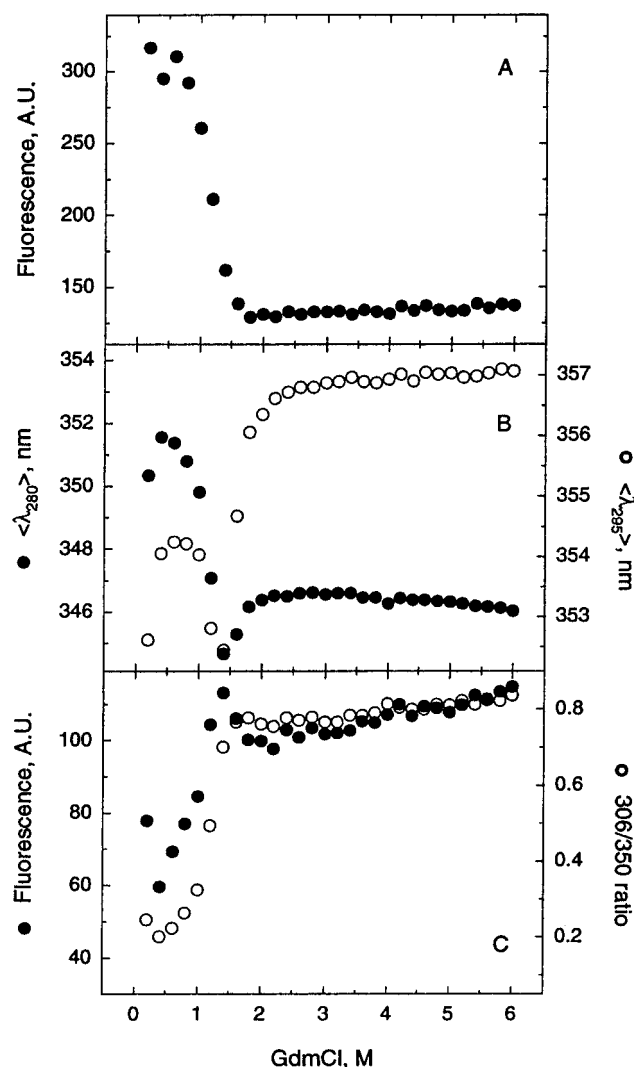 Fluorescence, A.U.
300
250
200
150
A
● <λ280>, nm
354
352
350
348
346
B
357
356
355
354
353
O <λ295>, nm
● Fluorescence, A.U.
100
80
60
40
C
0.8
0.6
0.4
0.2
O 306/350 ratio
0 1 2 3 4 5 6
GdmCl, M